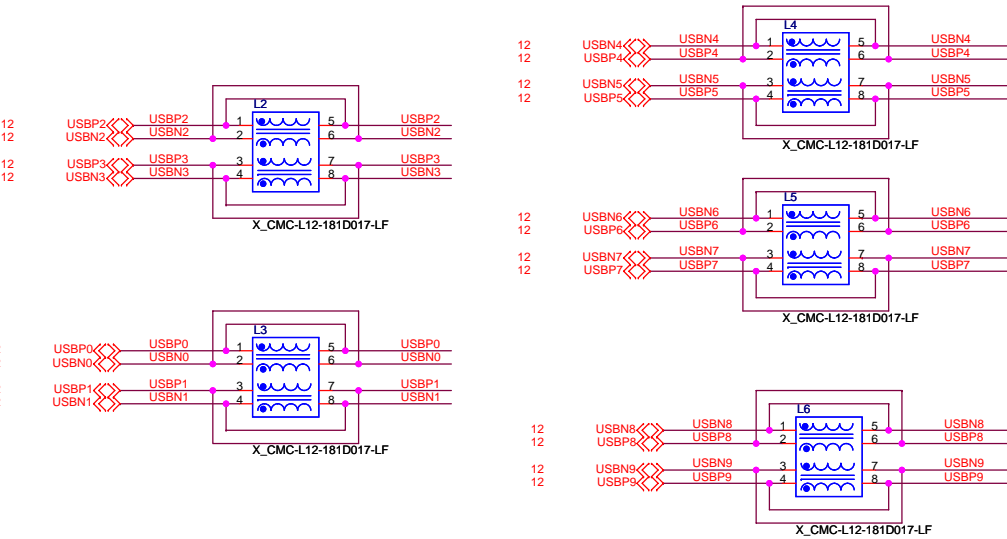 L2
12 USBP2 USBP2 1 5 USBP2
12 USBN2 USBN2 2 6 USBN2
12 USBP3 USBP3 3 7 USBP3
12 USBN3 USBN3 4 8 USBN3
X_CMC-L12-181D017-LF
L3
USBP0 USBP0 1 5 USBP0
USBN0 USBN0 2 6 USBN0
USBP1 USBP1 3 7 USBP1
USBN1 USBN1 4 8 USBN1
X_CMC-L12-181D017-LF
L4
12 USBN4 USBN4 1 5 USBN4
12 USBP4 USBP4 2 6 USBP4
12 USBN5 USBN5 3 7 USBN5
12 USBP5 USBP5 4 8 USBP5
X_CMC-L12-181D017-LF
L5
12 USBN6 USBN6 1 5 USBN6
12 USBP6 USBP6 2 6 USBP6
12 USBN7 USBN7 3 7 USBN7
12 USBP7 USBP7 4 8 USBP7
X_CMC-L12-181D017-LF
L6
12 USBN8 USBN8 1 5 USBN8
12 USBP8 USBP8 2 6 USBP8
12 USBN9 USBN9 3 7 USBN9
12 USBP9 USBP9 4 8 USBP9
X_CMC-L12-181D017-LF